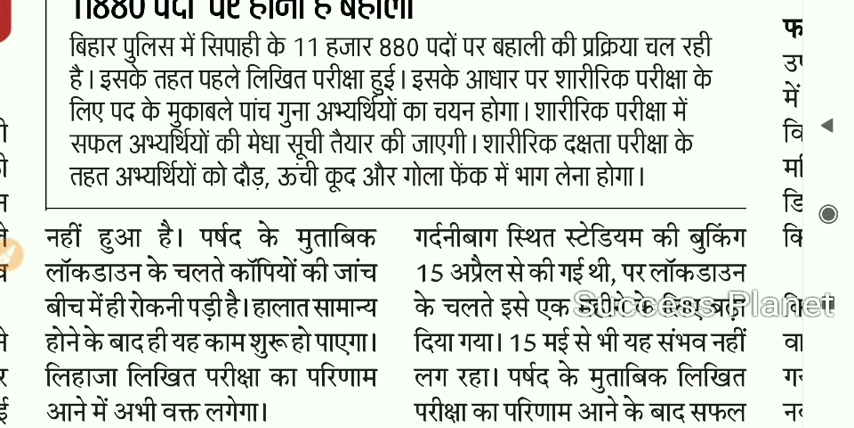 11880 पदों पर होनी है बहाली
बिहार पुलिस में सिपाही के 11 हजार 880 पदों पर बहाली की प्रक्रिया चल रही
है। इसके तहत पहले लिखित परीक्षा हुई। इसके आधार पर शारीरिक परीक्षा के
लिए पद के मुकाबले पांच गुना अभ्यर्थियों का चयन होगा। शारीरिक परीक्षा में
सफल अभ्यर्थियों की मेधा सूची तैयार की जाएगी। शारीरिक दक्षता परीक्षा के
तहत अभ्यर्थियों को दौड़, ऊंची कूद और गोला फेंक में भाग लेना होगा।
नहीं हुआ है। पर्षद के मुताबिक
लॉकडाउन के चलते कॉपियों की जांच
बीच में ही रोकनी पड़ी है। हालात सामान्य
होने के बाद ही यह काम शुरू हो पाएगा।
लिहाजा लिखित परीक्षा का परिणाम
आने में अभी वक्त लगेगा।
गर्दनीबाग स्थित स्टेडियम की बुकिंग
15 अप्रैल से की गई थी, पर लॉकडाउन
के चलते इसे एक महीने के लिए बढ़ा
दिया गया। 15 मई से भी यह संभव नहीं
लग रहा। पर्षद के मुताबिक लिखित
परीक्षा का परिणाम आने के बाद सफल
Success Planet
में